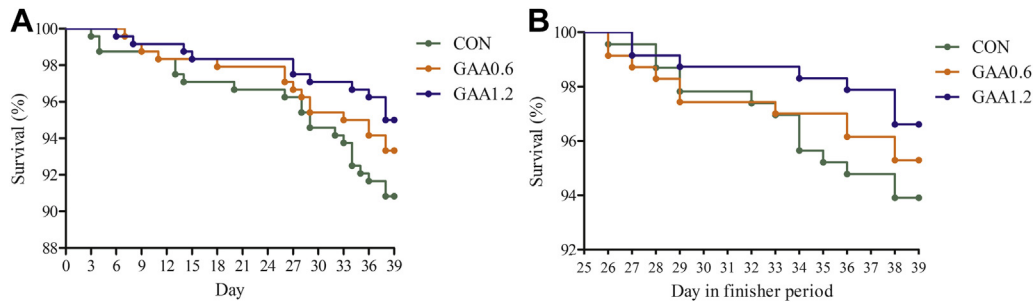 A
100
98
96
94
92
90
88
Survival (%)
0 3 6 9 12 15 18 21 24 27 30 33 36 39
Day
CON
GAA0.6
GAA1.2
B
100
98
96
94
92
Survival (%)
25 26 27 28 29 30 31 32 33 34 35 36 37 38 39
Day in finisher period
CON
GAA0.6
GAA1.2